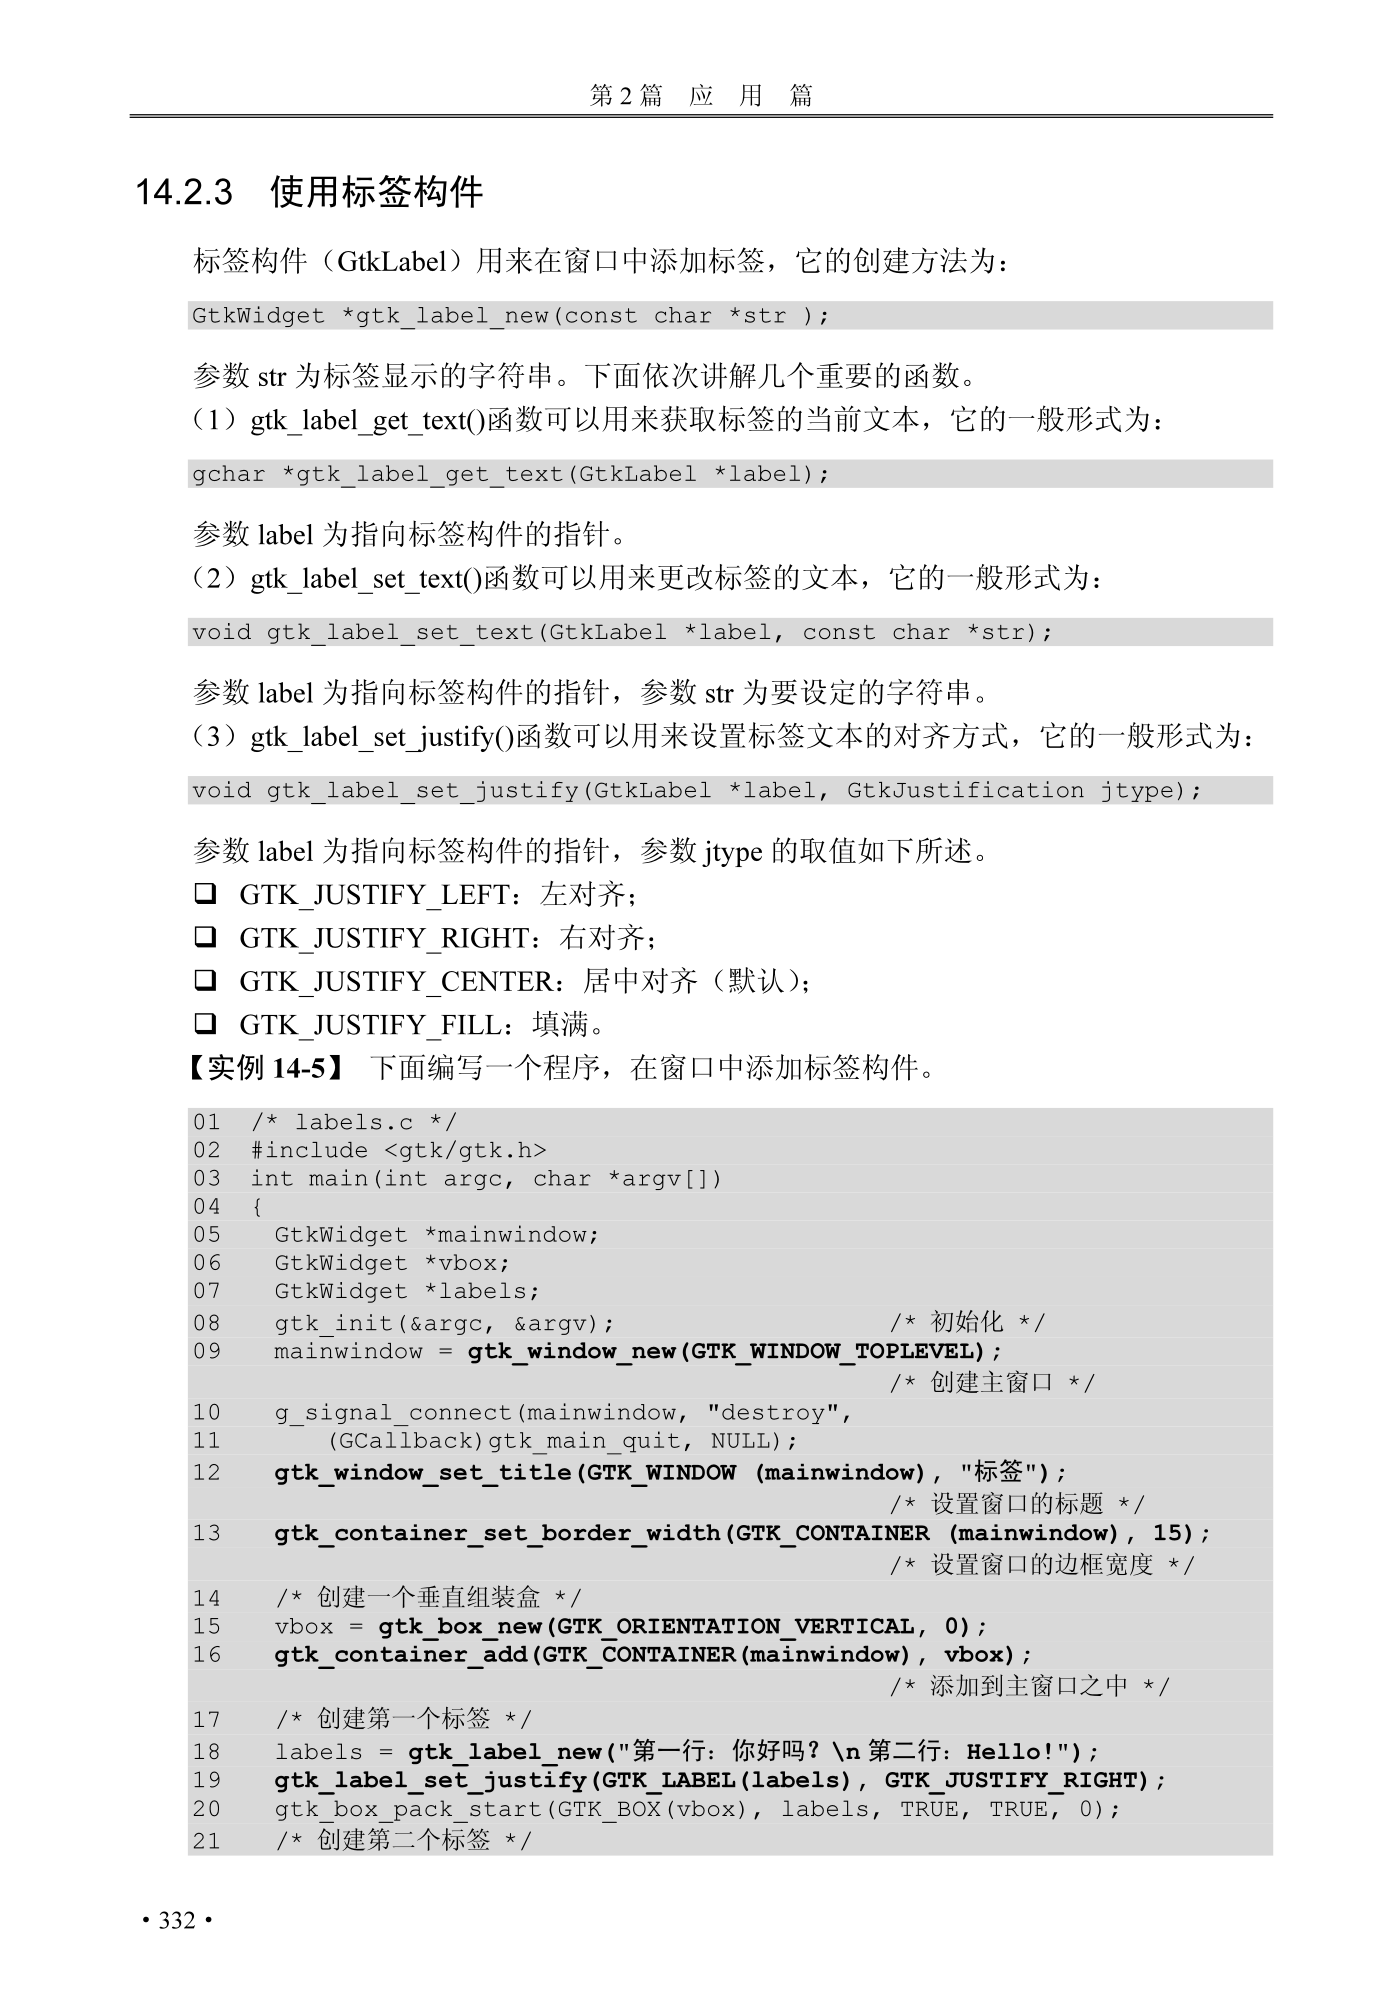 第 2 篇　应　用　篇
14.2.3　使用标签构件
标签构件（GtkLabel）用来在窗口中添加标签，它的创建方法为：
GtkWidget *gtk_label_new(const char *str );
参数 str 为标签显示的字符串。下面依次讲解几个重要的函数。
（1）gtk_label_get_text()函数可以用来获取标签的当前文本，它的一般形式为：
gchar *gtk_label_get_text(GtkLabel *label);
参数 label 为指向标签构件的指针。
（2）gtk_label_set_text()函数可以用来更改标签的文本，它的一般形式为：
void gtk_label_set_text(GtkLabel *label, const char *str);
参数 label 为指向标签构件的指针，参数 str 为要设定的字符串。
（3）gtk_label_set_justify()函数可以用来设置标签文本的对齐方式，它的一般形式为：
void gtk_label_set_justify(GtkLabel *label, GtkJustification jtype);
参数 label 为指向标签构件的指针，参数 jtype 的取值如下所述。
❑ GTK_JUSTIFY_LEFT：左对齐；
❑ GTK_JUSTIFY_RIGHT：右对齐；
❑ GTK_JUSTIFY_CENTER：居中对齐（默认）；
❑ GTK_JUSTIFY_FILL：填满。
【实例 14-5】 下面编写一个程序，在窗口中添加标签构件。
01 /* labels.c */
02 #include <gtk/gtk.h>
03 int main(int argc, char *argv[])
04 {
05 GtkWidget *mainwindow;
06 GtkWidget *vbox;
07 GtkWidget *labels;
08 gtk_init(&argc, &argv); /* 初始化 */
09 mainwindow = gtk_window_new(GTK_WINDOW_TOPLEVEL);
/* 创建主窗口 */
10 g_signal_connect(mainwindow, "destroy",
11 (GCallback)gtk_main_quit, NULL);
12 gtk_window_set_title(GTK_WINDOW (mainwindow), "标签");
/* 设置窗口的标题 */
13 gtk_container_set_border_width(GTK_CONTAINER (mainwindow), 15);
/* 设置窗口的边框宽度 */
14 /* 创建一个垂直组装盒 */
15 vbox = gtk_box_new(GTK_ORIENTATION_VERTICAL, 0);
16 gtk_container_add(GTK_CONTAINER(mainwindow), vbox);
/* 添加到主窗口之中 */
17 /* 创建第一个标签 */
18 labels = gtk_label_new("第一行：你好吗？\n 第二行：Hello!");
19 gtk_label_set_justify(GTK_LABEL(labels), GTK_JUSTIFY_RIGHT);
20 gtk_box_pack_start(GTK_BOX(vbox), labels, TRUE, TRUE, 0);
21 /* 创建第二个标签 */
·332·